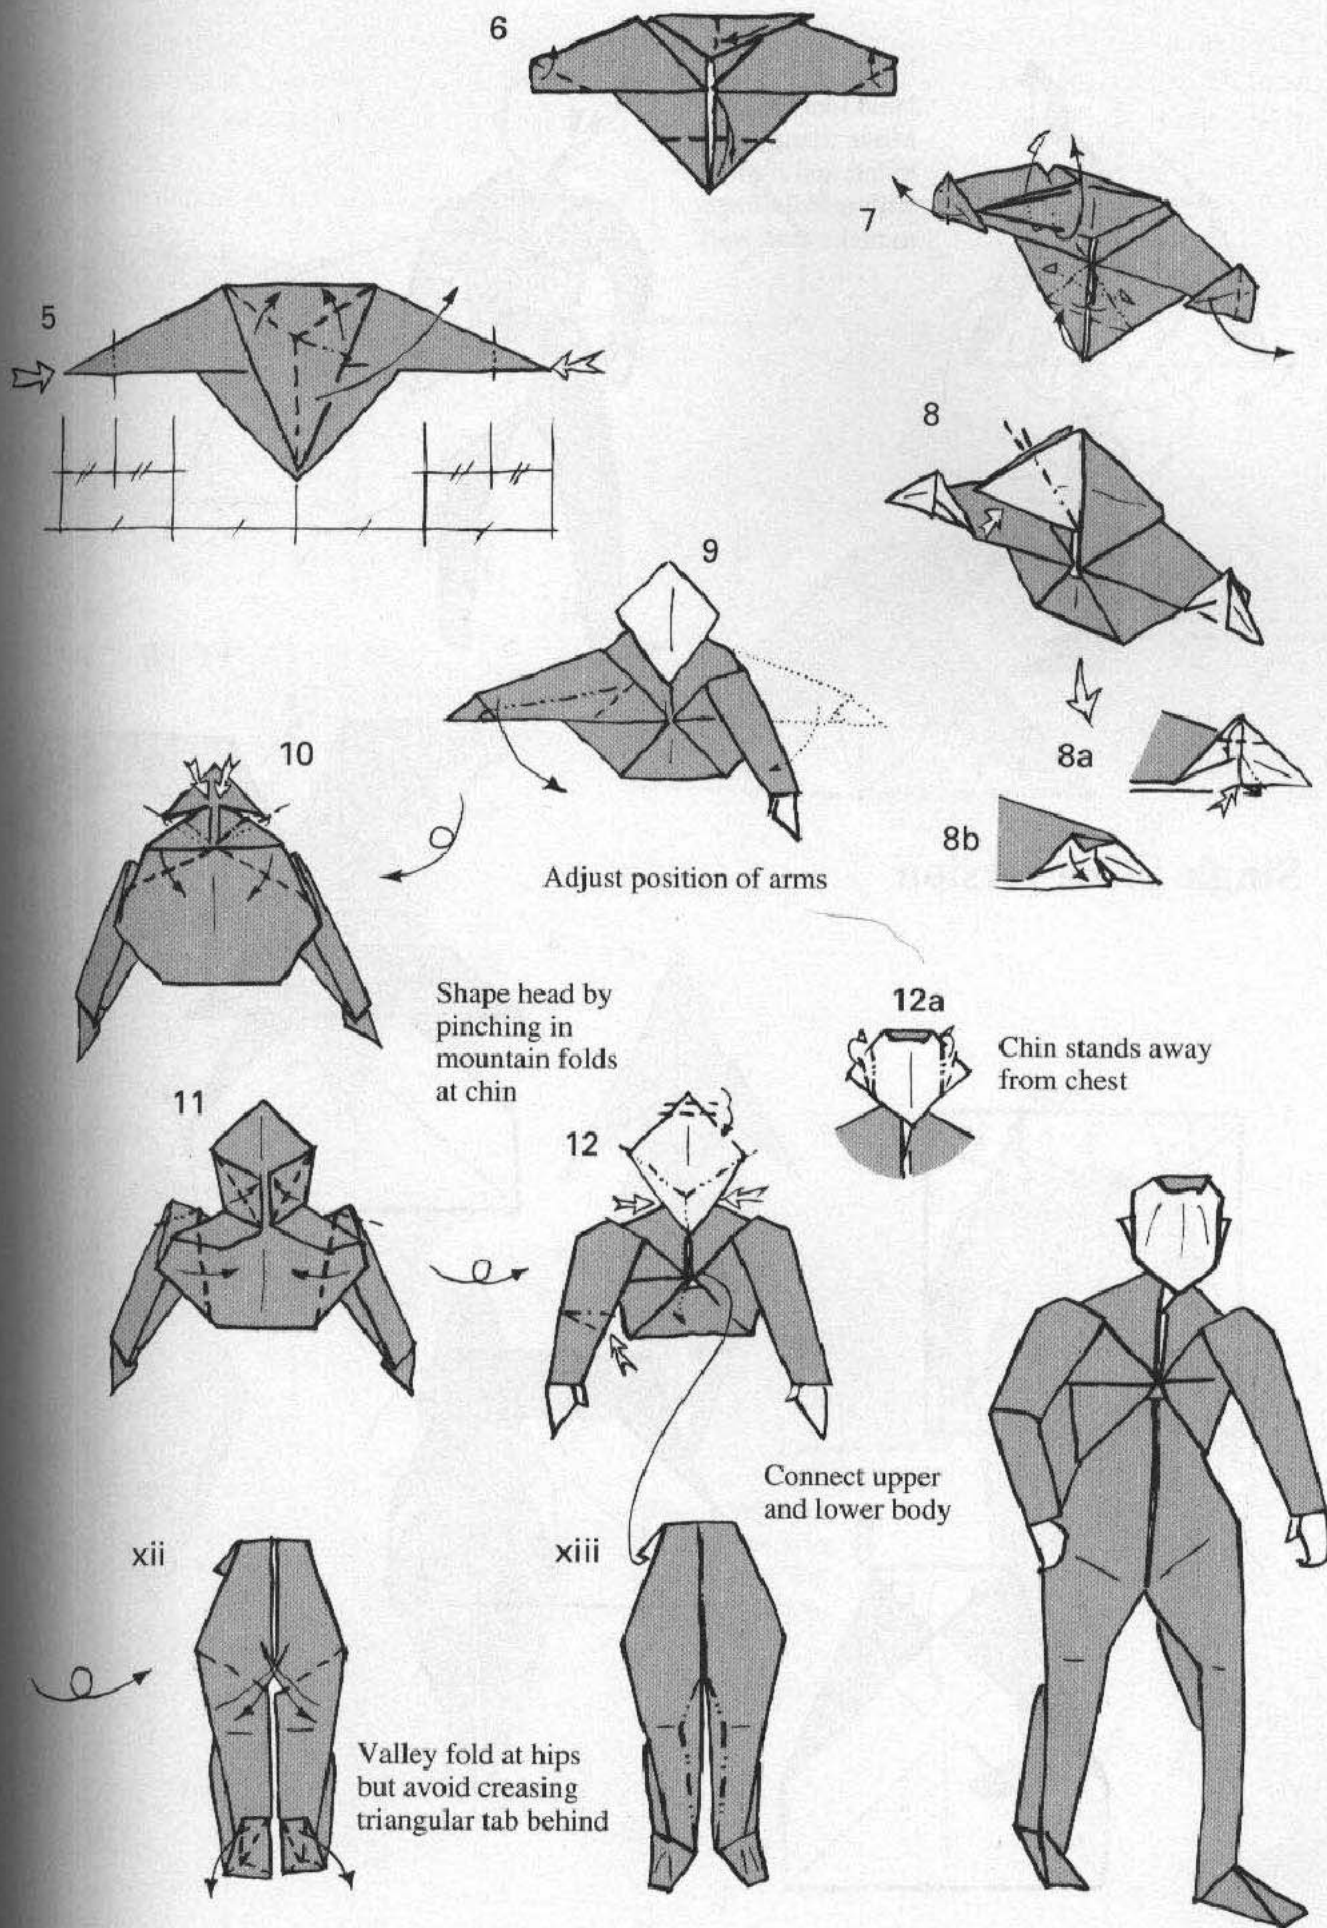 6
7
5
8
9
10
8a
8b
Adjust position of arms
Shape head by
pinching in
mountain folds
at chin
12a
Chin stands away
from chest
11
12
Connect upper
and lower body
xii
xiii
Valley fold at hips
but avoid creasing
triangular tab behind